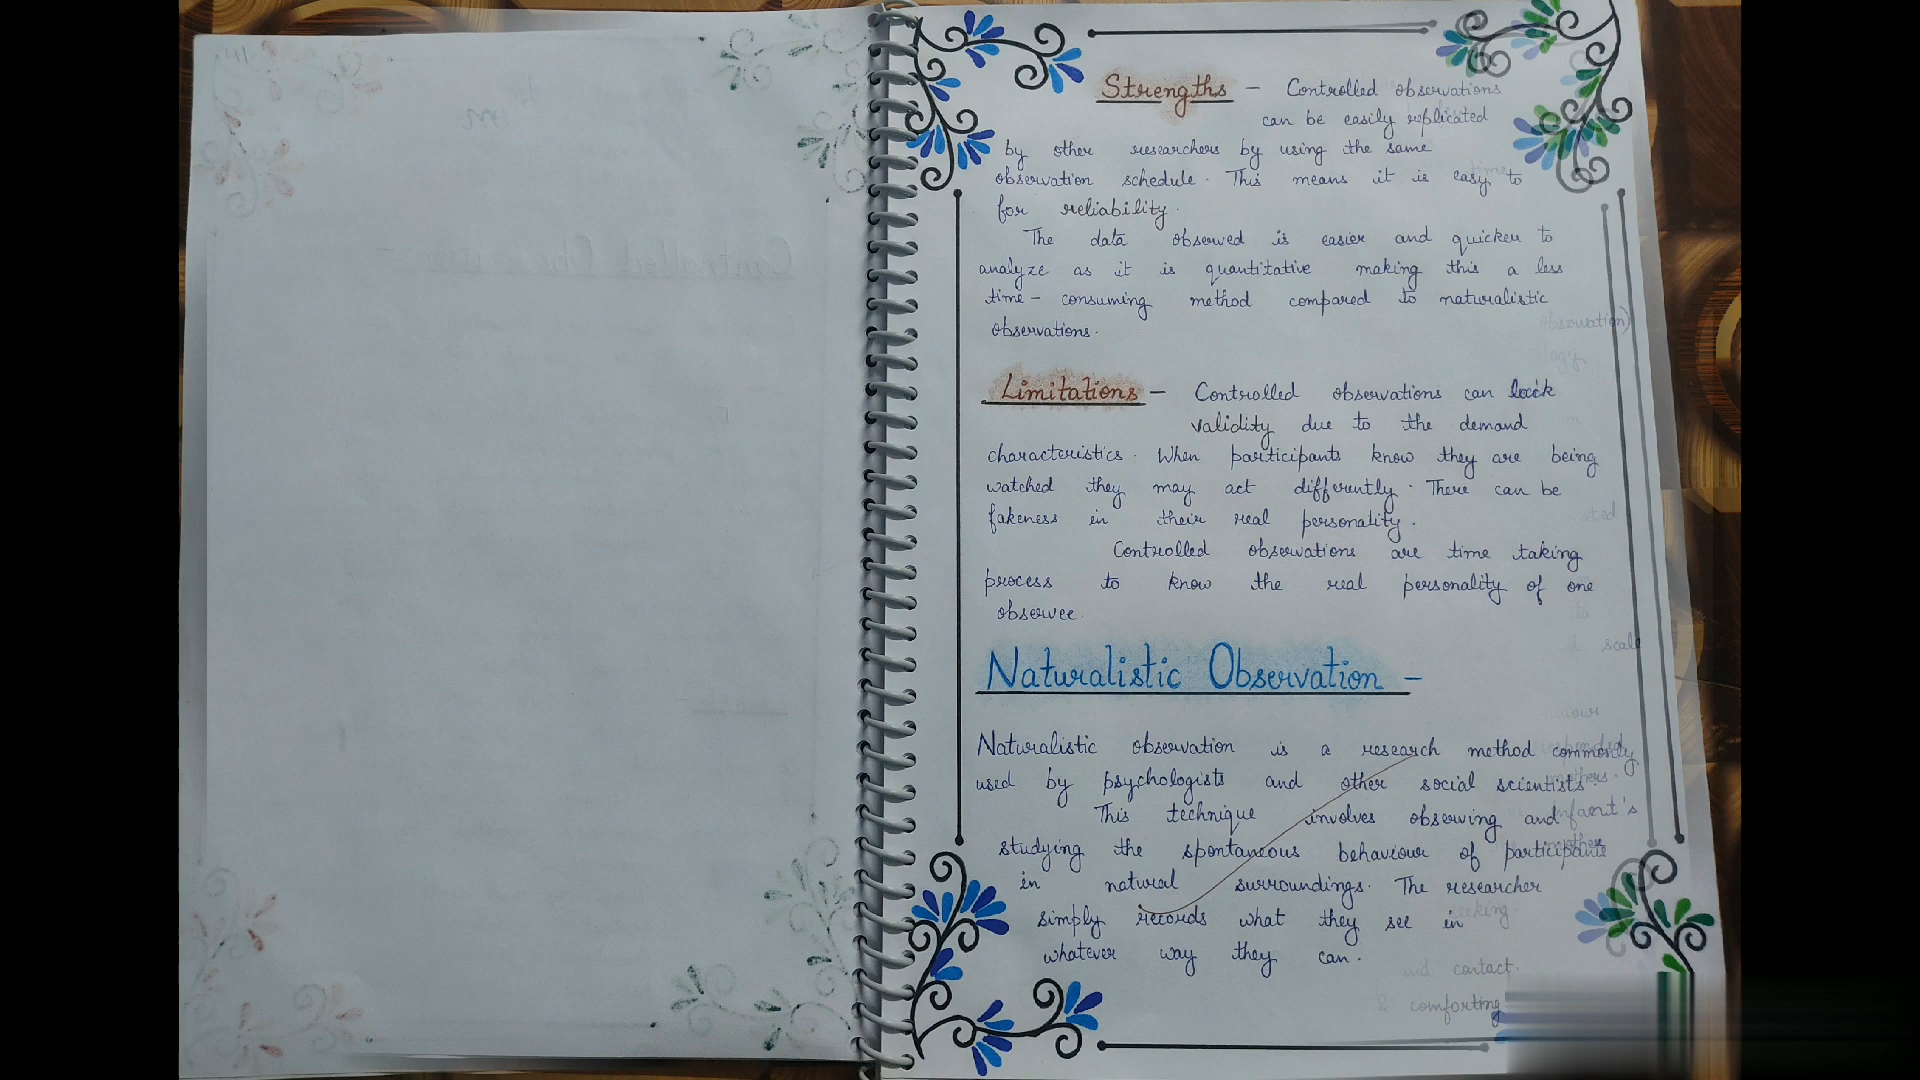 Strengths - Controlled observations
can be easily replicated
by other researchers by using the same
observation schedule. This means it is easy to
for reliability.
The data observed is easier and quicker to
analyze as it is quantitative making this a less
time - consuming method compared to naturalistic
observations.
Limitations - Controlled observations can lack
validity due to the demand
characteristics. When participants know they are being
watched they may act differently. There can be
fakeness in their real personality.
Controlled observations are time taking
process to know the real personality of one
observee.
Naturalistic Observation -
Naturalistic observation is a research method commonly
used by psychologists and other social scientists.
This technique involves observing and
studying the spontaneous behaviour of participants
in natural surroundings. The researcher
simply records what they see in
whatever way they can.